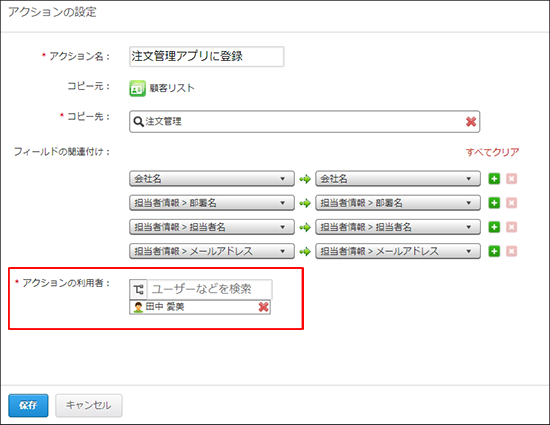 アクションの設定
* アクション名： 注文管理アプリに登録
コピー元： 顧客リスト
* コピー先： 注文管理
フィールドの関連付け： すべてクリア
会社名 会社名
担当者情報 > 部署名 担当者情報 > 部署名
担当者情報 > 担当者名 担当者情報 > 担当者名
担当者情報 > メールアドレス 担当者情報 > メールアドレス
* アクションの利用者： ユーザーなどを検索
田中 愛美
保存 キャンセル